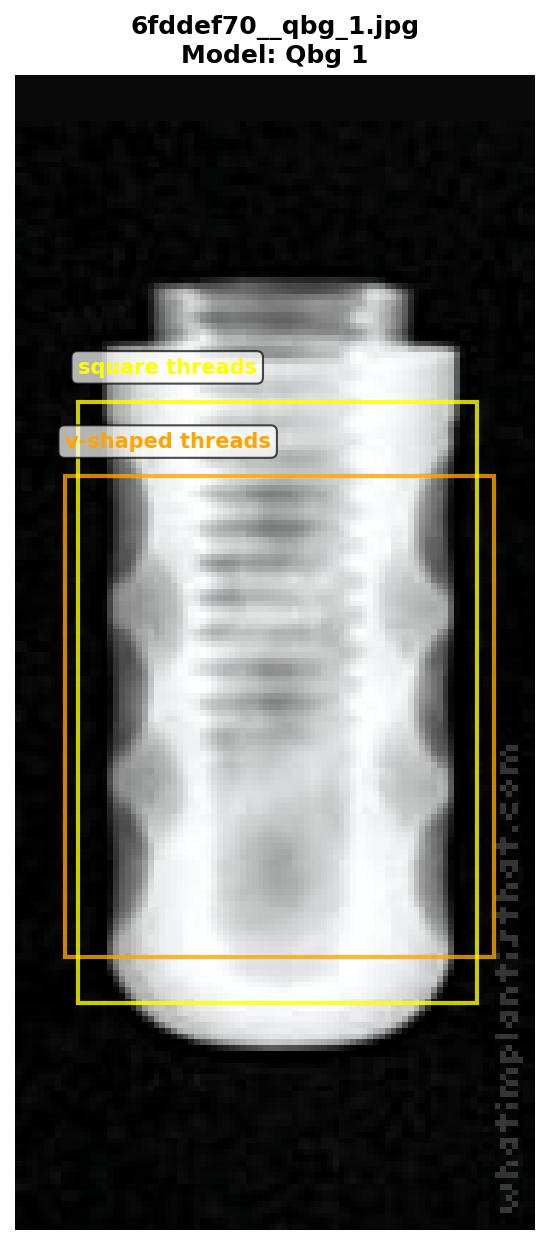 6fddef70__qbg_1.jpg
Model: Qbg 1
square threads
v-shaped threads
whatimplantisthat.com